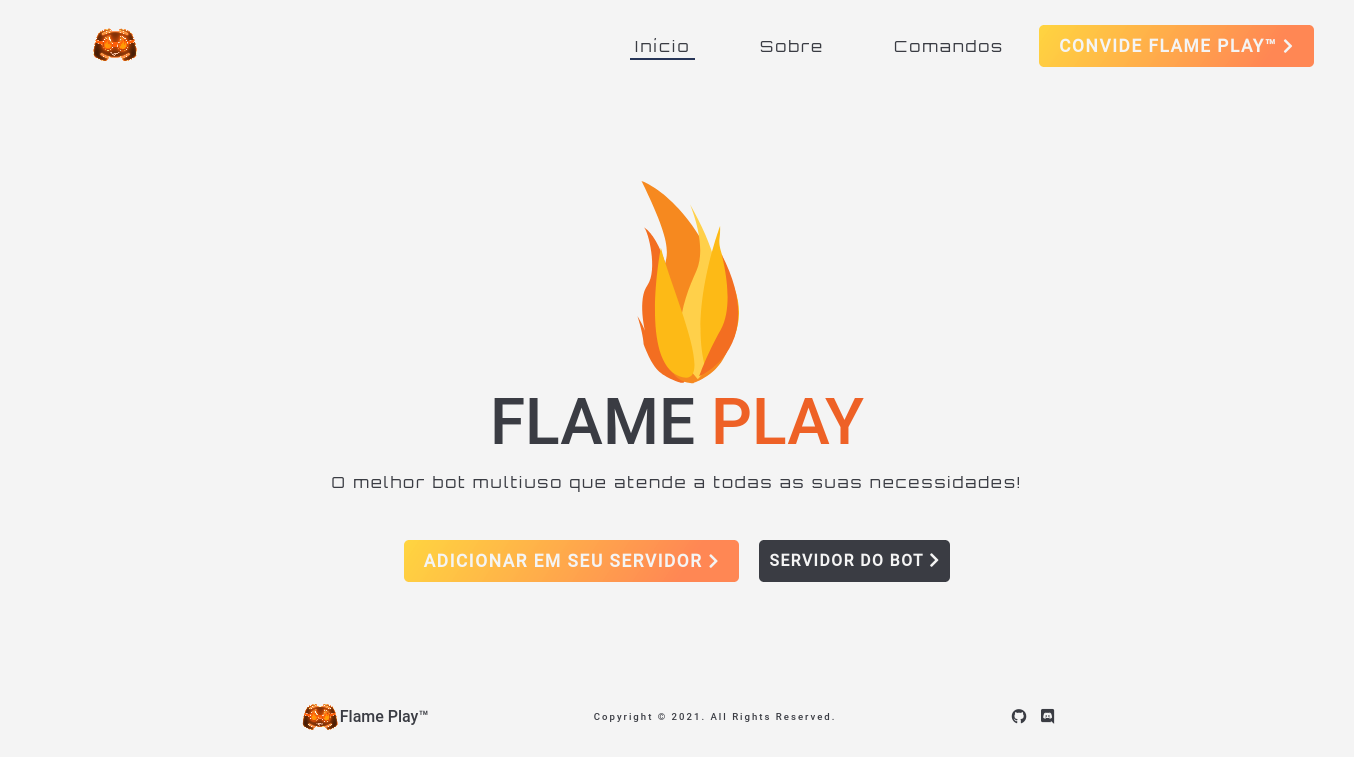 Início
Sobre
Comandos
CONVIDE FLAME PLAY™
FLAME PLAY
O melhor bot multiuso que atende a todas as suas necessidades!
ADICIONAR EM SEU SERVIDOR
SERVIDOR DO BOT
Flame Play™
Copyright © 2021. All Rights Reserved.